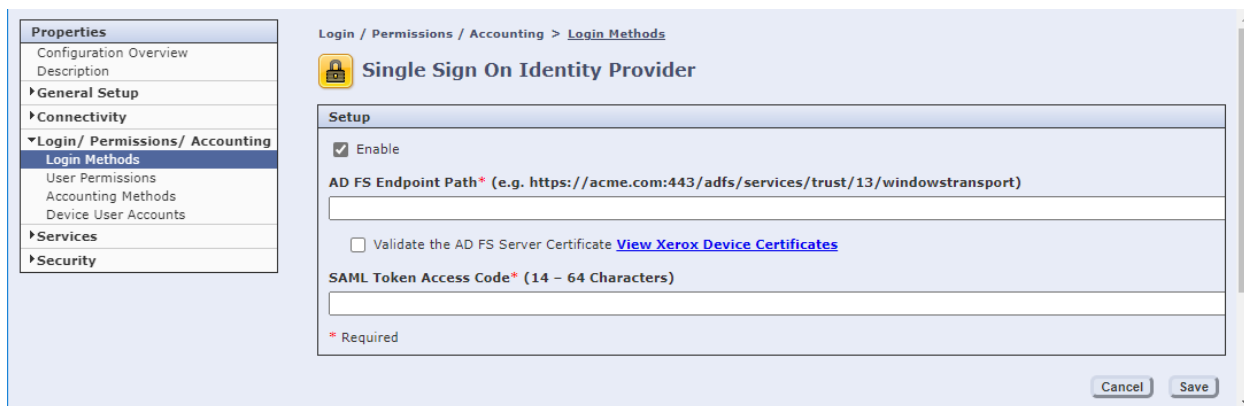 Properties
Configuration Overview
Description
General Setup
Connectivity
Login/ Permissions/ Accounting
Login Methods
User Permissions
Accounting Methods
Device User Accounts
Services
Security
Login / Permissions / Accounting > Login Methods
Single Sign On Identity Provider
Setup
Enable
AD FS Endpoint Path* (e.g. https://acme.com:443/adfs/services/trust/13/windowstransport)
Validate the AD FS Server Certificate View Xerox Device Certificates
SAML Token Access Code* (14 – 64 Characters)
* Required
Cancel Save